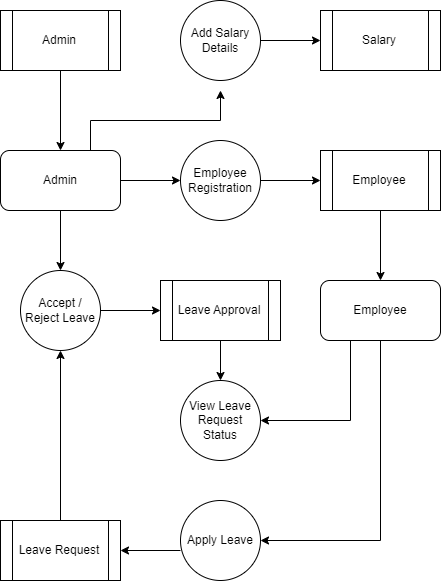 Admin
Add Salary
Details
Salary
Admin
Employee
Registration
Employee
Accept /
Reject Leave
Leave Approval
Employee
View Leave
Request
Status
Leave Request
Apply Leave